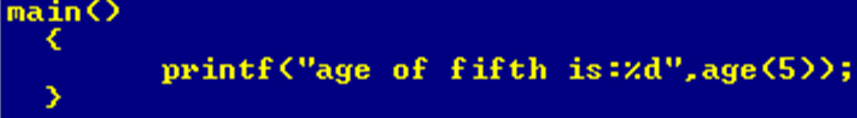 main()
{
printf("age of fifth is:%d",age(5));
}